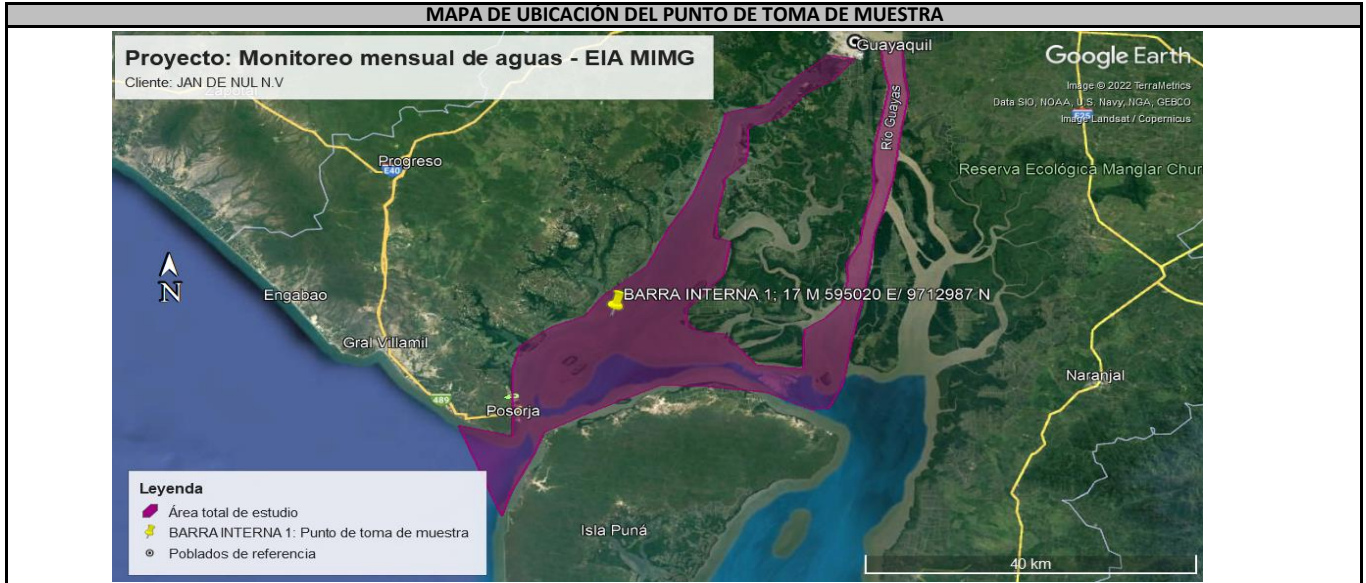 MAPA DE UBICACIÓN DEL PUNTO DE TOMA DE MUESTRA
Proyecto: Monitoreo mensual de aguas - EIA MIMG
Cliente: JAN DE NUL N.V
Guayaquil
Google Earth
Image © 2022 TerraMetrics
Data SIO, NOAA, U.S. Navy, NGA, GEBCO
Image Landsat / Copernicus
E25
Río Guayas
Progreso
E40
Reserva Ecológica Manglar Chur
N
Engabao
BARRA INTERNA 1; 17 M 595020 E/ 9712987 N
Gral Villamil
Naranjal
489
Posorja
Leyenda
Área total de estudio
BARRA INTERNA 1: Punto de toma de muestra
Poblados de referencia
Isla Puná
40 km